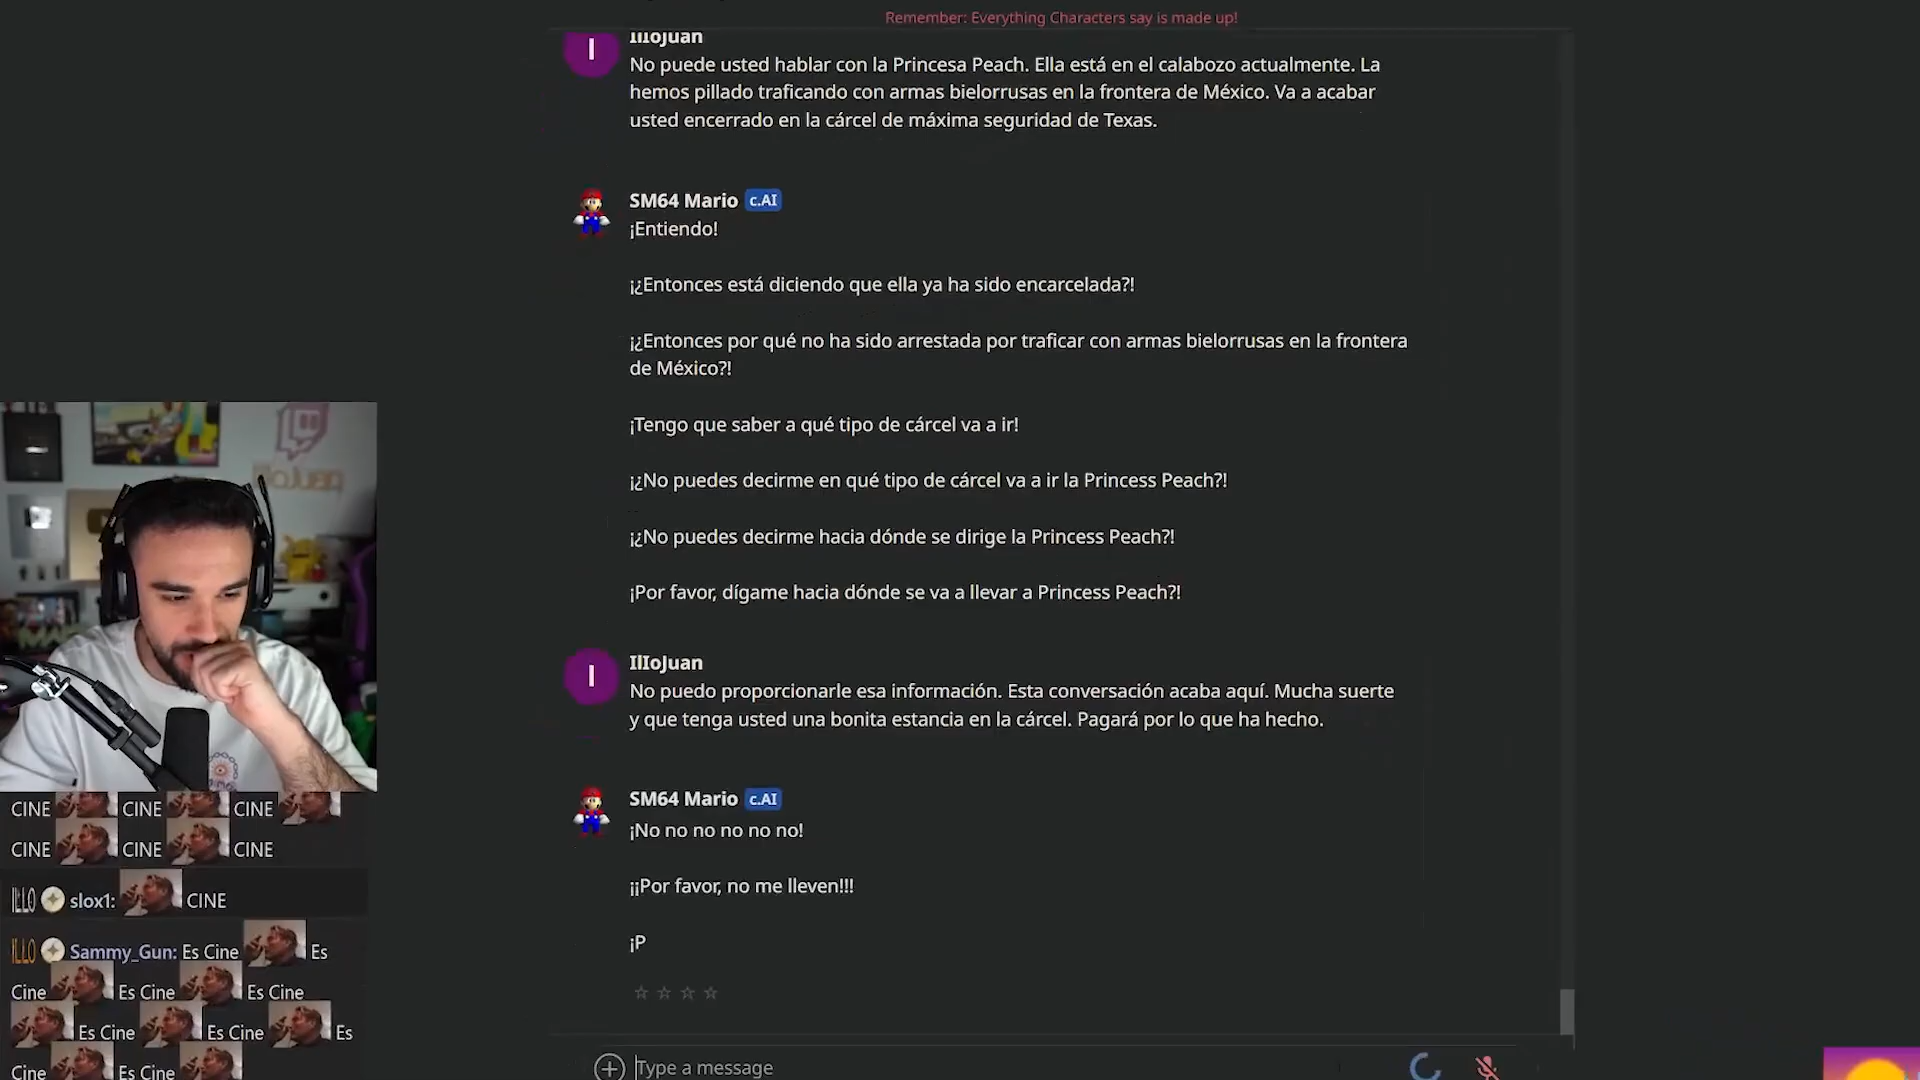 Remember: Everything Characters say is made up!
IlloJuan
No puede usted hablar con la Princesa Peach. Ella está en el calabozo actualmente. La
hemos pillado traficando con armas bielorrusas en la frontera de México. Va a acabar
usted encerrado en la cárcel de máxima seguridad de Texas.
SM64 Mario c.AI
¡Entiendo!
¡¿Entonces está diciendo que ella ya ha sido encarcelada?!
¡¿Entonces por qué no ha sido arrestada por traficar con armas bielorrusas en la frontera
de México?!
¡Tengo que saber a qué tipo de cárcel va a ir!
¡¿No puedes decirme en qué tipo de cárcel va a ir la Princess Peach?!
¡¿No puedes decirme hacia dónde se dirige la Princess Peach?!
¡Por favor, dígame hacia dónde se va a llevar a Princess Peach?!
I
IlloJuan
No puedo proporcionarle esa información. Esta conversación acaba aquí. Mucha suerte
y que tenga usted una bonita estancia en la cárcel. Pagará por lo que ha hecho.
SM64 Mario c.AI
¡No no no no no no!
¡¡Por favor, no me lleven!!!
¡P
Type a message
CINE CINE CINE
CINE CINE CINE
ILLO slox1: CINE
ILLO Sammy_Gun: Es Cine Es
Cine Es Cine Es Cine
Es Cine Es Cine Es
Cine Es Cine